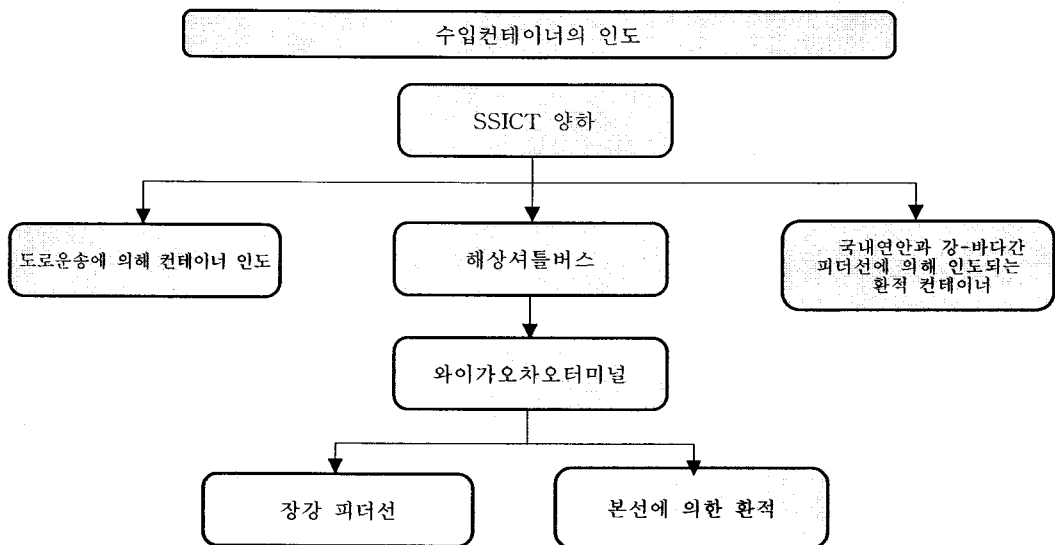 수입컨테이너의 인도
SSICT 양하
도로운송에 의해 컨테이너 인도
해상셔틀버스
국내연안과 강-바다간
피더선에 의해 인도되는
환적 컨테이너
와이가오차오터미널
장강 피더선
본선에 의한 환적